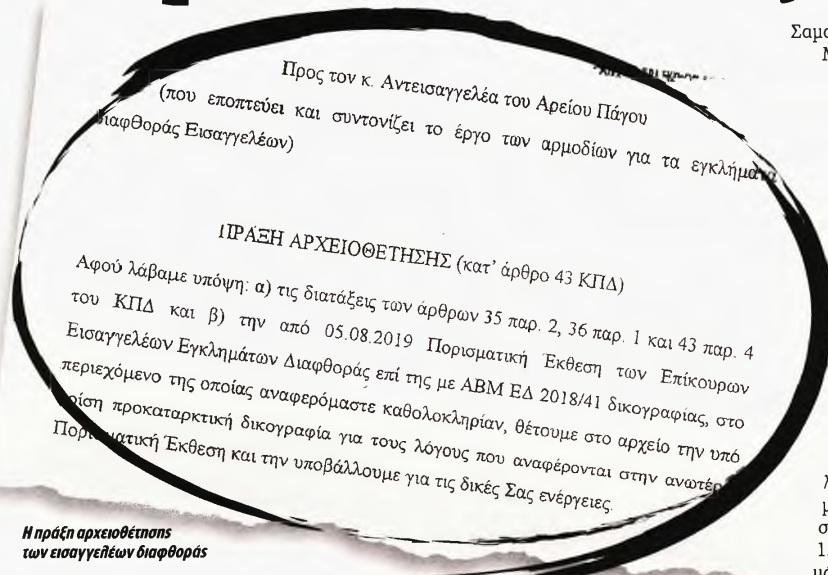 Προς τον κ. Αντεισαγγελέα του Αρείου Πάγου
(που εποπτεύει και συντονίζει το έργο των αρμοδίων για τα εγκλήματα
διαφθοράς Εισαγγελέων)
ΠΡΑΞΗ ΑΡΧΕΙΟΘΕΤΗΣΗΣ (κατ' άρθρο 43 ΚΠΔ)
Αφού λάβαμε υπόψη: α) τις διατάξεις των άρθρων 35 παρ. 2, 36 παρ. 1 και 43 παρ. 4
του ΚΠΔ και β) την από 05.08.2019 Πορισματική Έκθεση των Επίκουρων
Εισαγγελέων Εγκλημάτων Διαφθοράς επί της με ΑΒΜ ΕΔ 2018/41 δικογραφίας, στο
περιεχόμενο της οποίας αναφερόμαστε καθολοκληρίαν, θέτουμε στο αρχείο την υπό
κρίση προκαταρκτική δικογραφία για τους λόγους που αναφέρονται στην ανωτέρ
Πορισματική Έκθεση και την υποβάλλουμε για τις δικές Σας ενέργειες.
Η πράξη αρχειοθέτησης
των εισαγγελέων διαφθοράς
Σαμα